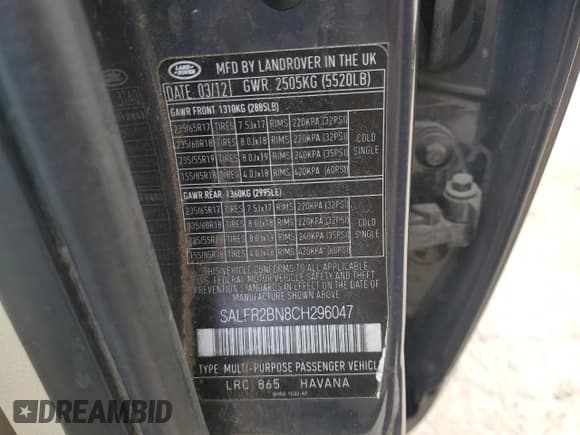 LAND ROVER
MFD BY LANDROVER IN THE UK
DATE: 03/12 GWR: 2505KG (5520LB)
GAWR FRONT: 1310KG (2885LB)
235/65R17 TIRES 7.5Jx17 RIMS 220KPA (32PSI)
235/60R18 TIRES 8.0Jx18 RIMS 220KPA (32PSI)
235/55R19 TIRES 8.0Jx19 RIMS 240KPA (35PSI)
155/85R18 TIRES 4.0Jx18 RIMS 420KPA (60PSI)
COLD
SINGLE
GAWR REAR: 1360KG (2995LB)
235/65R17 TIRES 7.5Jx17 RIMS 220KPA (32PSI)
235/60R18 TIRES 8.0Jx18 RIMS 220KPA (32PSI)
235/55R19 TIRES 8.0Jx19 RIMS 240KPA (35PSI)
155/85R18 TIRES 4.0Jx18 RIMS 420KPA (60PSI)
COLD
SINGLE
THIS VEHICLE CONFORMS TO ALL APPLICABLE
U.S. FEDERAL MOTOR VEHICLE SAFETY AND THEFT
PREVENTION STANDARDS IN EFFECT ON THE DATE OF
MANUFACTURE SHOWN ABOVE.
SALFR2BN8CH296047
TYPE: MULTI-PURPOSE PASSENGER VEHICL
LRC 865 HAVANA
DREAMBID